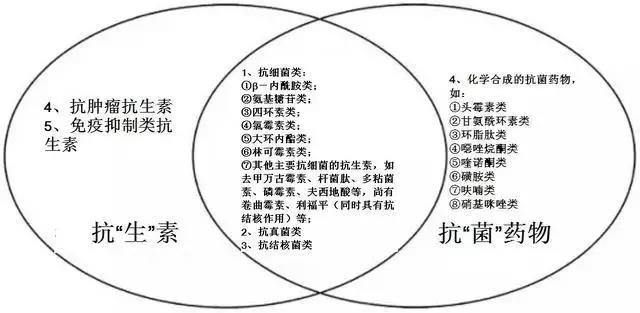 4、抗肿瘤抗生素
5、免疫抑制类抗
生素
抗“生”素
1、抗细菌类：
①β－内酰胺类；
②氨基糖苷类；
③四环素类；
④氯霉素类；
⑤大环内酯类；
⑥林可霉素类；
⑦其他主要抗细菌的抗生素，如
去甲万古霉素、杆菌肽、多粘菌
素、磷霉素、夫西地酸等，尚有
卷曲霉素、利福平（同时具有抗
结核作用）等；
2、抗真菌类
3、抗结核菌类
4、化学合成的抗菌药物，
如：
①头霉素类
②甘氨酰环素类
③环脂肽类
④噁唑烷酮类
⑤喹诺酮类
⑥磺胺类
⑦呋喃类
⑧硝基咪唑类
抗“菌”药物